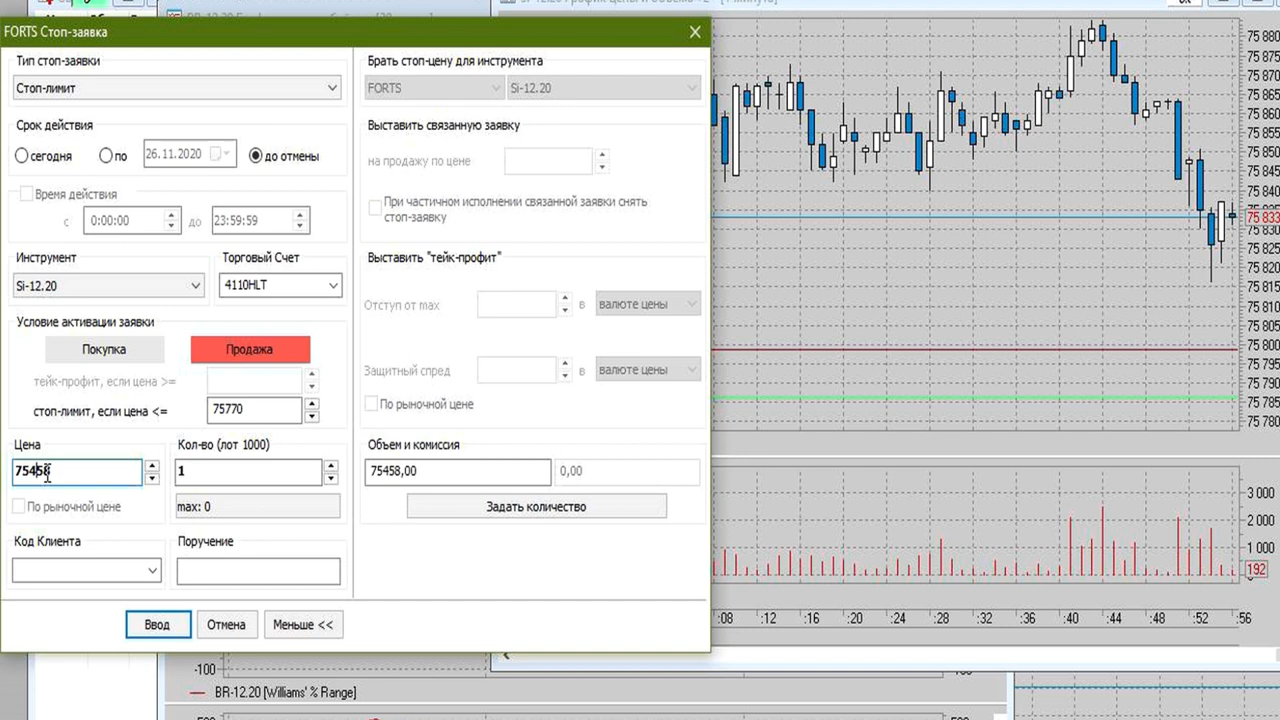 FORTS Стоп-заявка
Тип стоп-заявки
Стоп-лимит
Срок действия
сегодня
по
26.11.2020
до отмены
Время действия
с
0:00:00
до
23:59:59
Инструмент
Торговый Счет
Si-12.20
4110HLT
Условие активации заявки
Покупка
Продажа
тейк-профит, если цена >=
стоп-лимит, если цена <=
75770
Цена
Кол-во (лот 1000)
75458
1
По рыночной цене
max: 0
Код Клиента
Поручение
Ввод
Отмена
Меньше <<
Брать стоп-цену для инструмента
FORTS
Si-12.20
Выставить связанную заявку
на продажу по цене
При частичном исполнении связанной заявки снять
стоп-заявку
Выставить "тейк-профит"
Отступ от max
в
валюте цены
Защитный спред
в
валюте цены
По рыночной цене
Объем и комиссия
75458,00
0,00
Задать количество
75 880
75 875
75 870
75 865
75 860
75 855
75 850
75 845
75 840
75 833
75 825
75 820
75 815
75 810
75 805
75 800
75 795
75 790
75 785
75 780
3 000
2 000
1 000
192
:08
:12
:16
:20
:24
:28
:32
:36
:40
:44
:48
:52
:56
-100
-100
BR-12.20 [Williams' % Range]